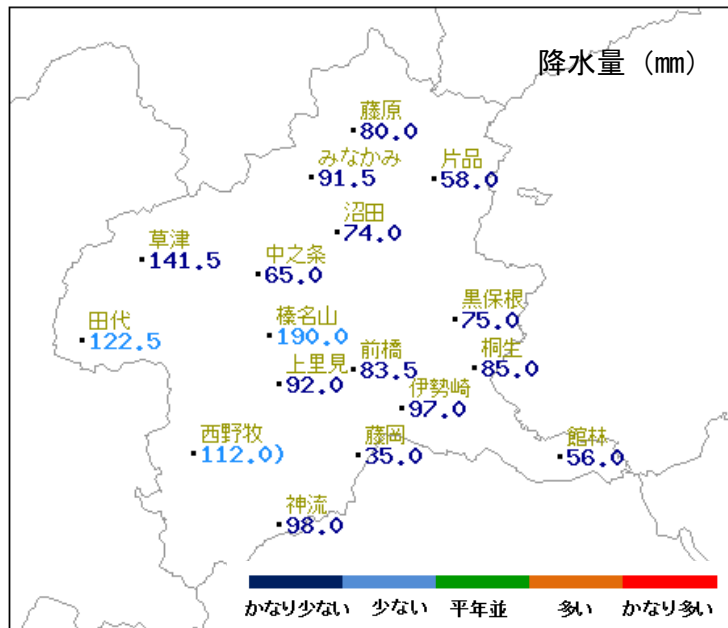 降水量（㎜）
藤原
80.0
みなかみ
91.5
片品
58.0
沼田
74.0
草津
141.5
中之条
65.0
田代
122.5
榛名山
190.0
黒保根
75.0
上里見
92.0
前橋
83.5
桐生
85.0
伊勢崎
97.0
西野牧
112.0)
藤岡
35.0
館林
56.0
神流
98.0
かなり少ない 少ない 平年並 多い かなり多い